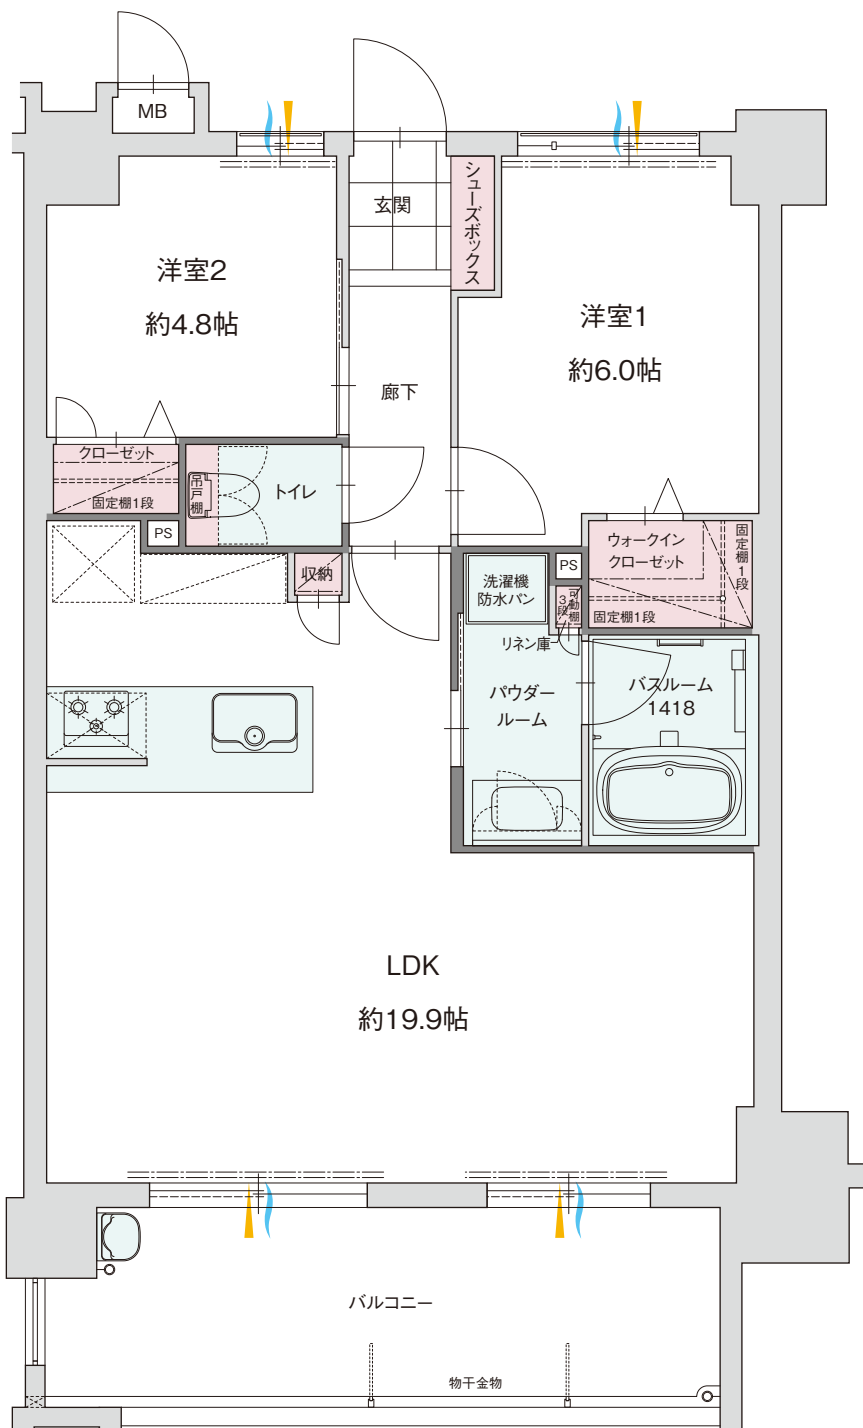 MB
玄関
シューズボックス
洋室2
約4.8帖
洋室1
約6.0帖
廊下
クローゼット
固定棚1段
吊戸棚
トイレ
PS
収納
洗濯機
防水パン
PS
3段
可動棚
リネン庫
ウォークイン
クローゼット
固定棚1段
固定棚1段
パウダー
ルーム
バスルーム
1418
LDK
約19.9帖
バルコニー
物干金物